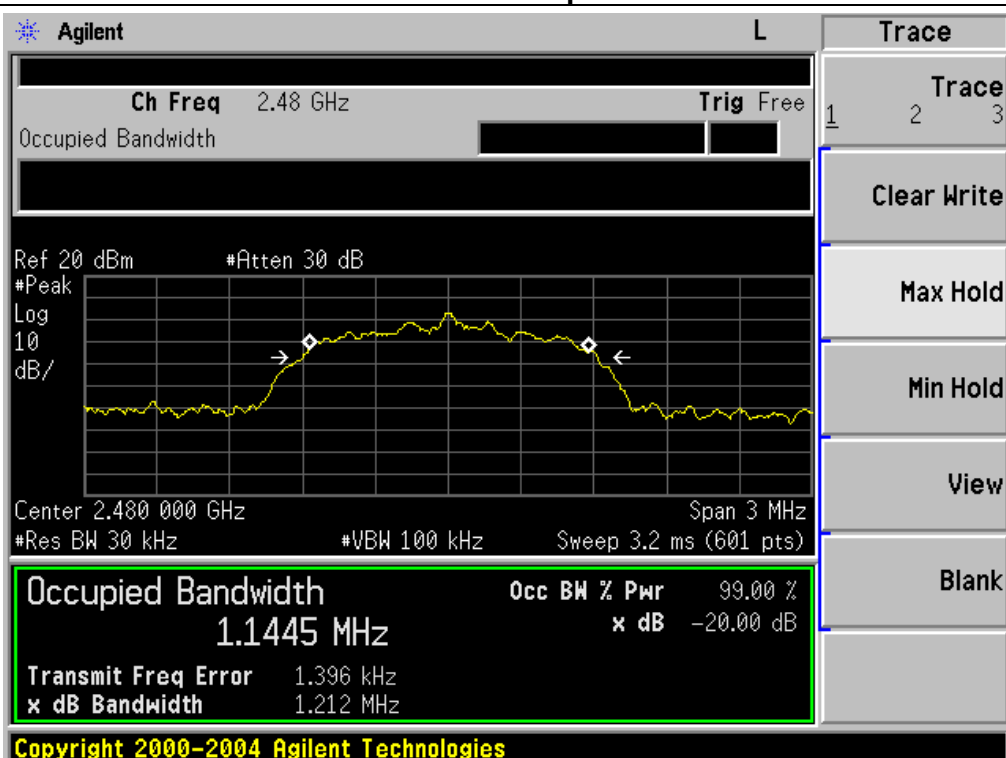 Agilent L Trace
Ch Freq 2.48 GHz Trig Free
Occupied Bandwidth
Trace
1 2 3
Clear Write
Ref 20 dBm #Atten 30 dB
#Peak
Log
10
dB/
Max Hold
Min Hold
View
Center 2.480 000 GHz Span 3 MHz
#Res BW 30 kHz #VBW 100 kHz Sweep 3.2 ms (601 pts)
Occupied Bandwidth Occ BW % Pwr 99.00 %
1.1445 MHz x dB -20.00 dB
Blank
Transmit Freq Error 1.396 kHz
x dB Bandwidth 1.212 MHz
Copyright 2000-2004 Agilent Technologies